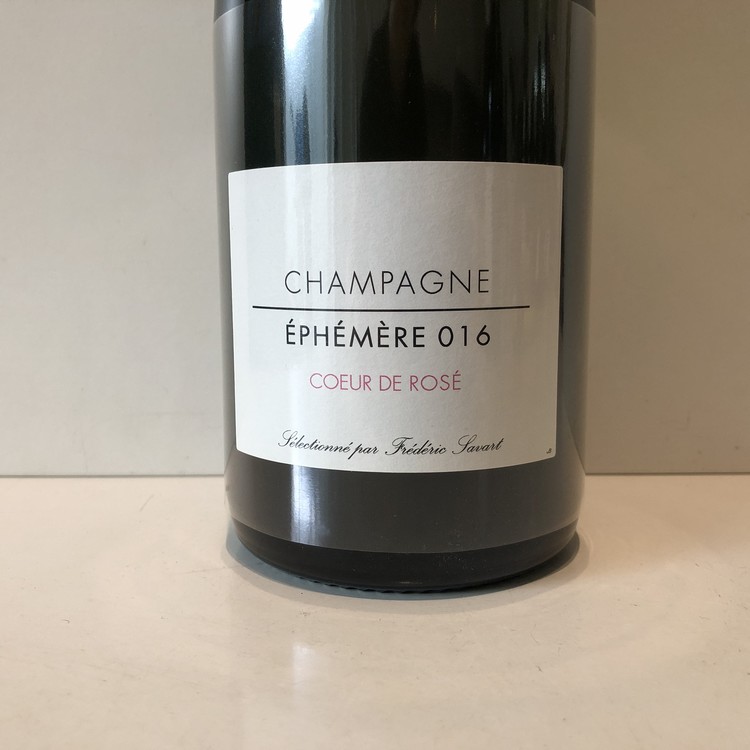 CHAMPAGNE
ÉPHÉMÈRE 016
COEUR DE ROSÉ
Sélectionné par Frédéric Savart